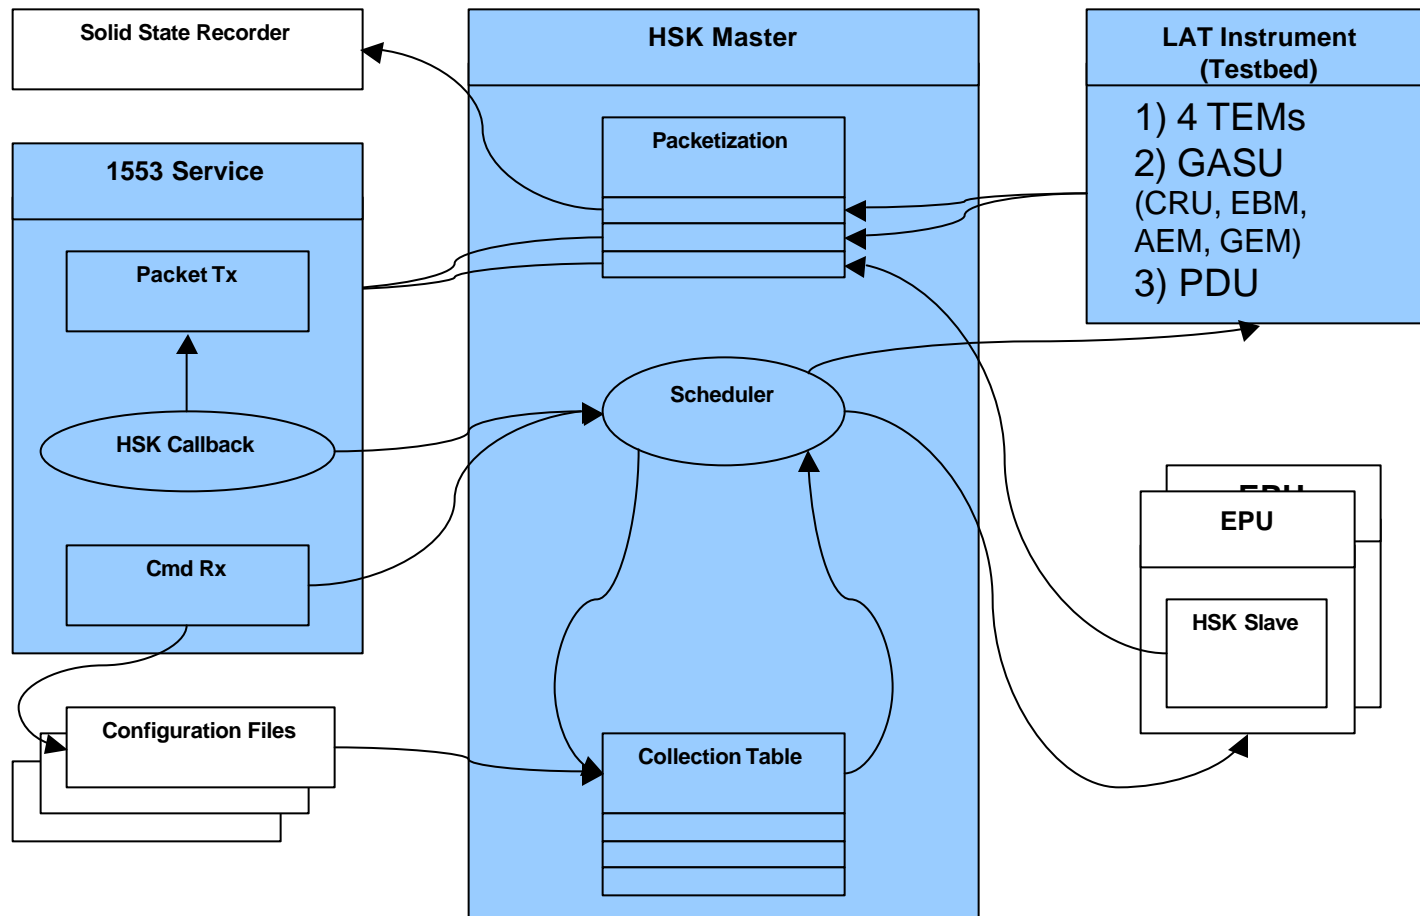 Solid State Recorder
HSK Master
LAT Instrument
(Testbed)
1) 4 TEMs
2) GASU
(CRU, EBM,
AEM, GEM)
3) PDU
Packetization
1553 Service
Packet Tx
HSK Callback
Cmd Rx
Scheduler
EPU
EPU
HSK Slave
Configuration Files
Collection Table